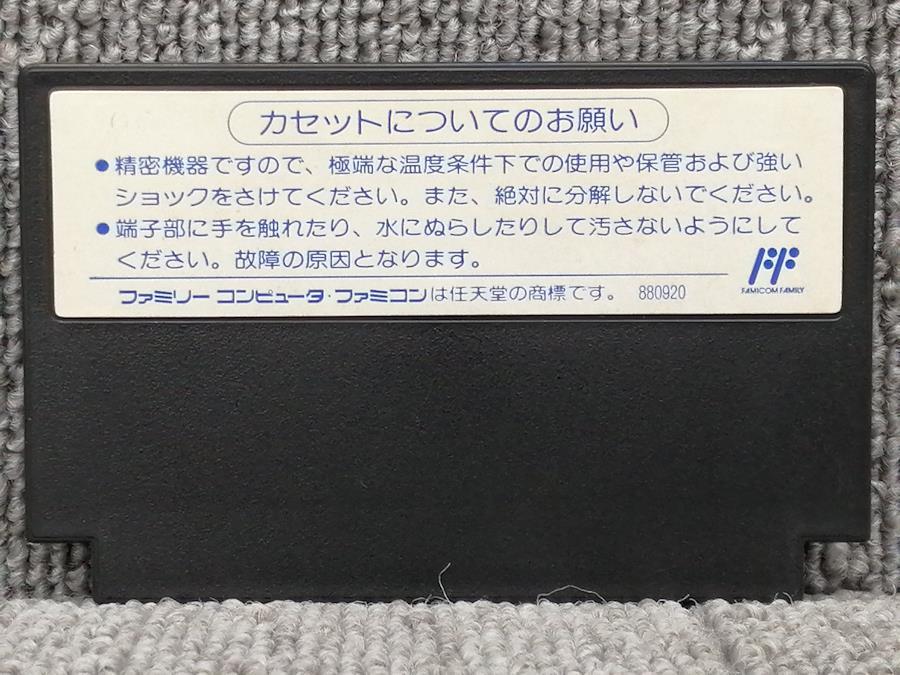 カセットについてのお願い
●精密機器ですので、極端な温度条件下での使用や保管および強い
ショックをさけてください。また、絶対に分解しないでください。
●端子部に手を触れたり、水にぬらしたりして汚さないようにして
ください。故障の原因となります。
FAMICOM FAMILY
ファミリーコンピュータ・ファミコンは任天堂の商標です。 880920